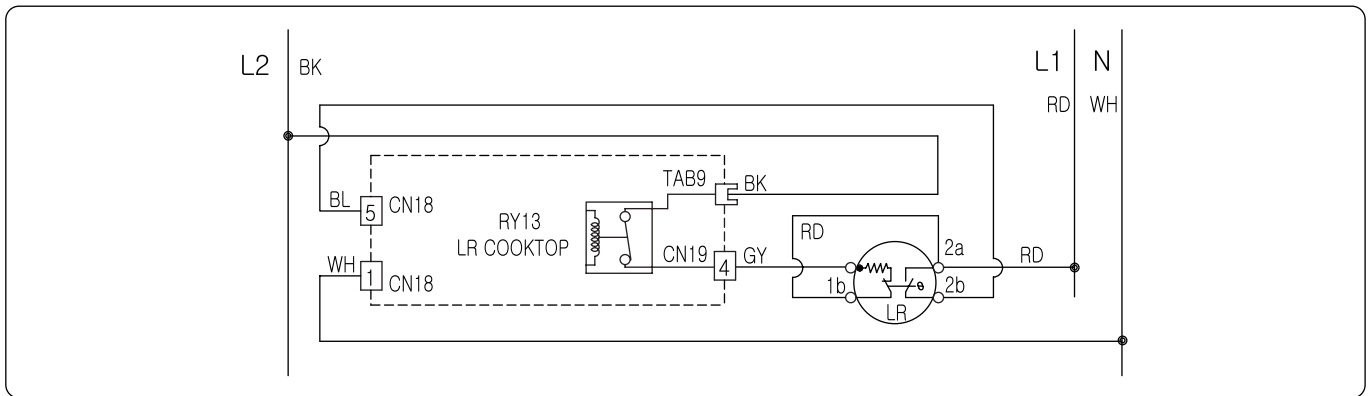 L2 BK
L1 N
RD WH
TAB9 BK
BL 5 CN18
RY13
LR COOKTOP
WH 1 CN18
CN19 4 GY
RD
2a
RD
1b
θ
2b
LR